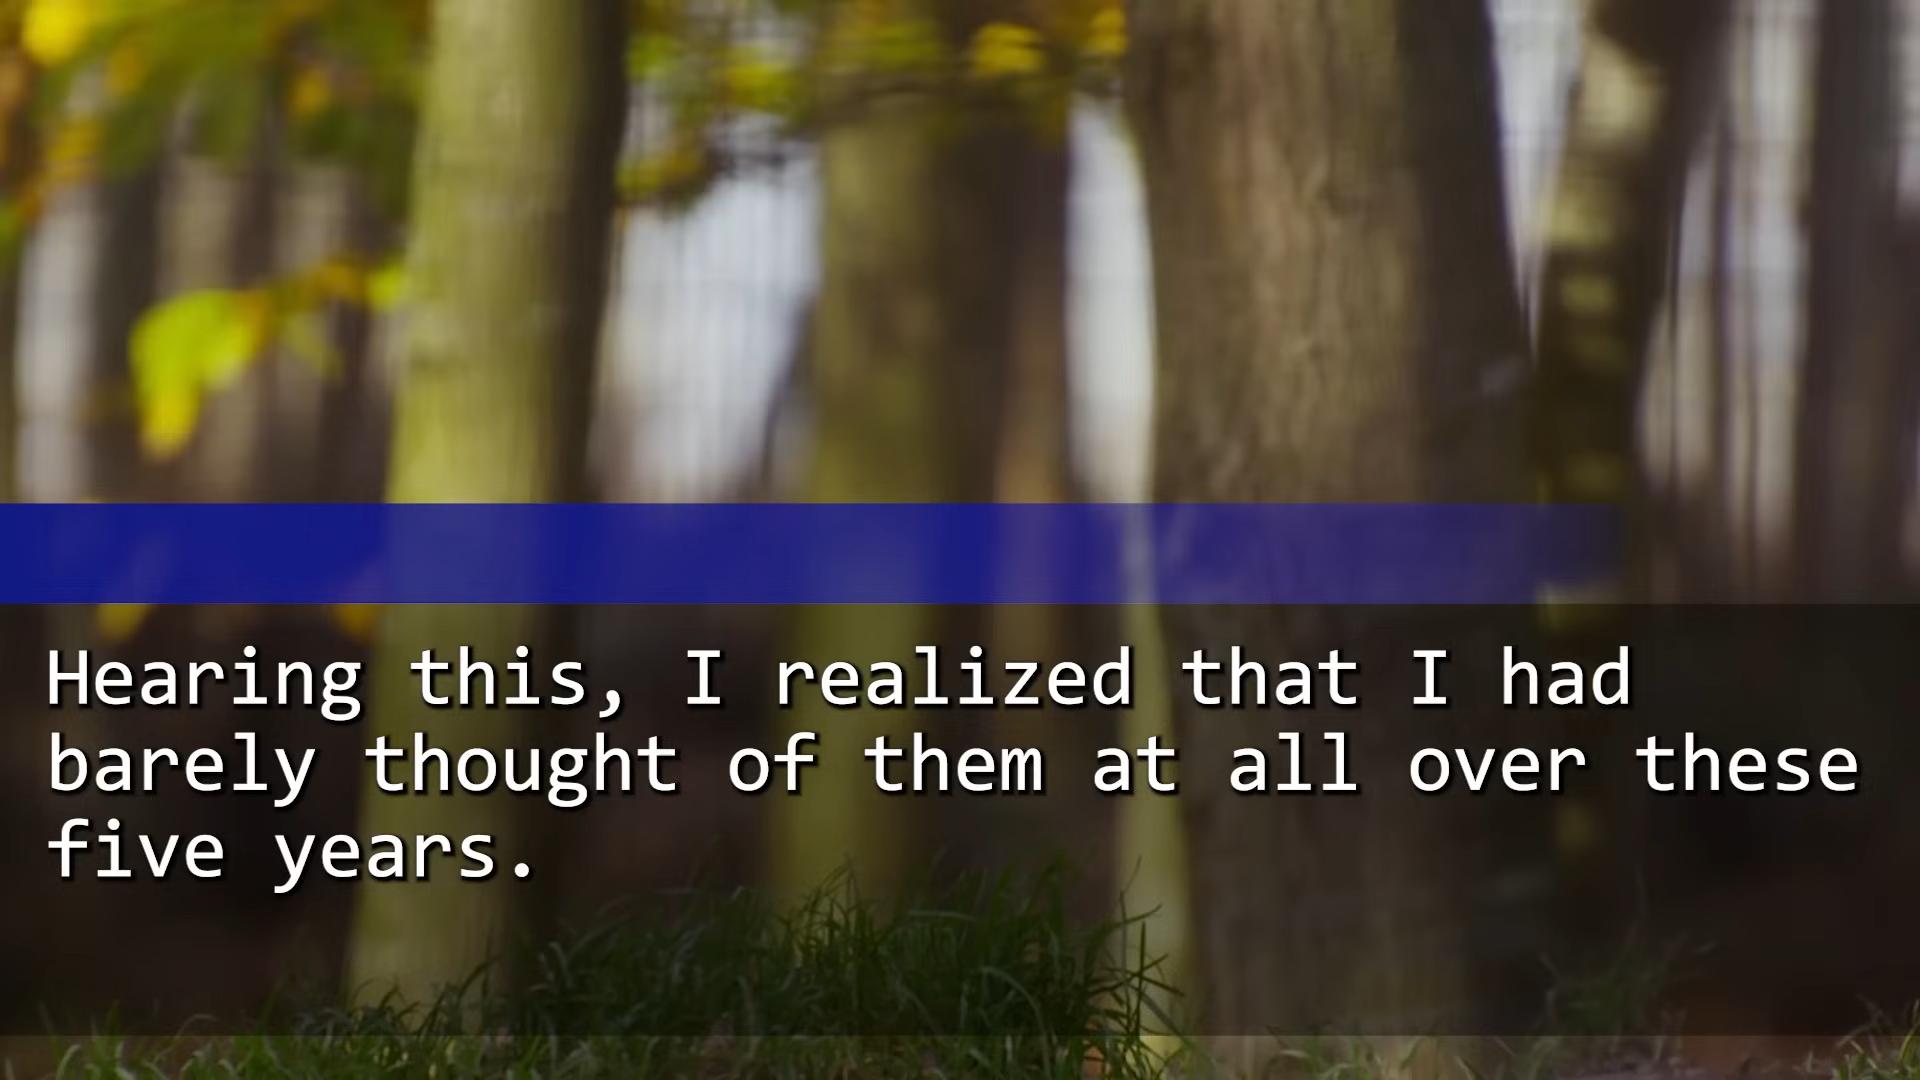 Hearing this, I realized that I had
barely thought of them at all over these
five years.